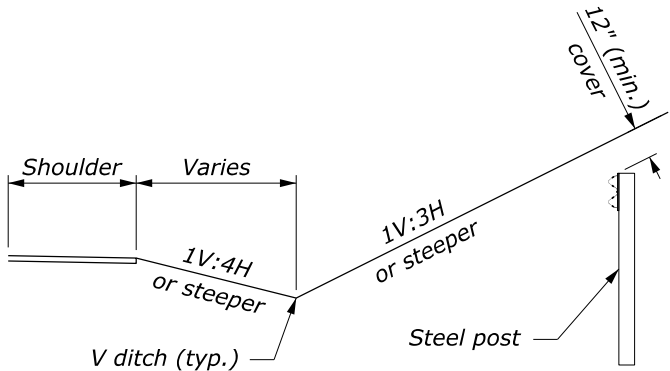 12" (min.)
cover
Shoulder
Varies
1V:3H
or steeper
1V:4H
or steeper
V ditch (typ.)
Steel post